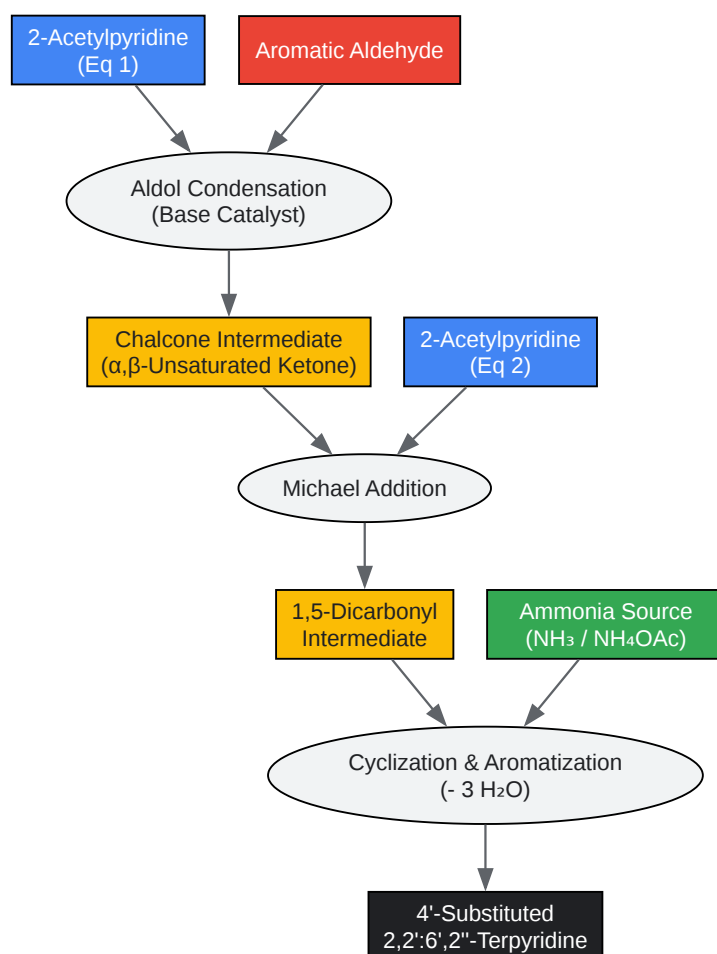 2-Acetylpyridine
(Eq 1)
Aromatic Aldehyde
Aldol Condensation
(Base Catalyst)
Chalcone Intermediate
(α,β-Unsaturated Ketone)
2-Acetylpyridine
(Eq 2)
Michael Addition
1,5-Dicarbonyl
Intermediate
Ammonia Source
(NH₃ / NH₄OAc)
Cyclization & Aromatization
(- 3 H₂O)
4'-Substituted
2,2':6',2''-Terpyridine